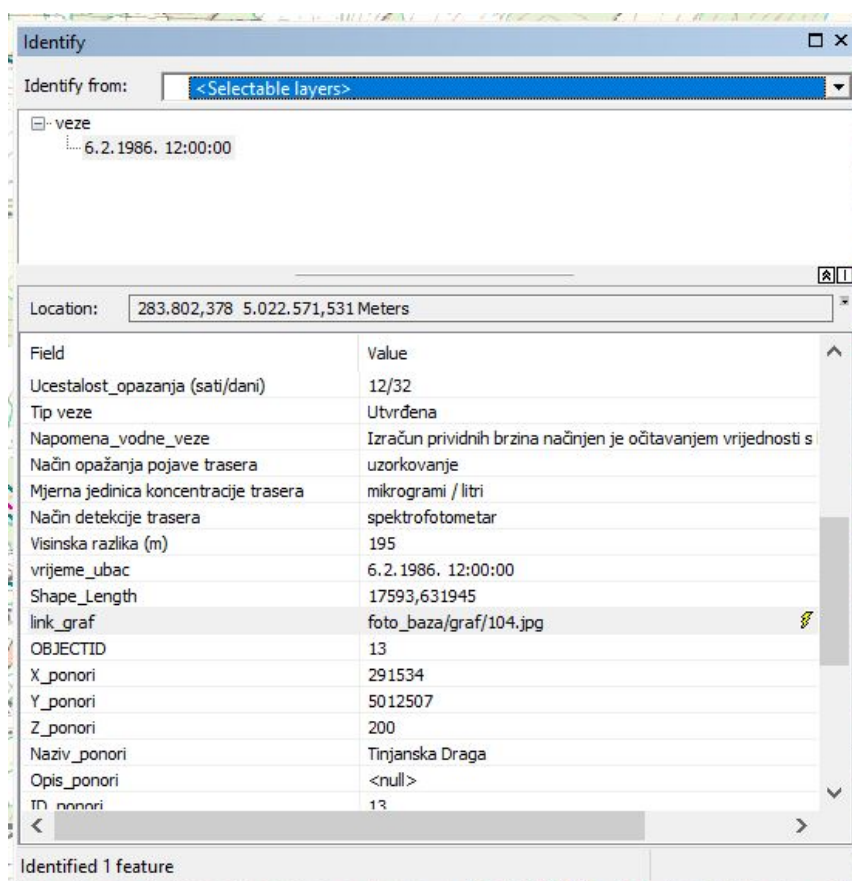 Identify
Identify from: <Selectable layers>
veze
6.2.1986. 12:00:00
Location: 283.802,378 5.022.571,531 Meters
Field Value
Ucestalost_opazanja (sati/dani) 12/32
Tip veze Utvrđena
Napomena_vodne_veze Izračun prividnih brzina načinjen je očitavanjem vrijednosti s
Način opažanja pojave trasera uzorkovanje
Mjerna jedinica koncentracije trasera mikrogrami / litri
Način detekcije trasera spektrofotometar
Visinska razlika (m) 195
vrijeme_ubac 6.2.1986. 12:00:00
Shape_Length 17593,631945
link_graf foto_baza/graf/104.jpg
OBJECTID 13
X_ponori 291534
Y_ponori 5012507
Z_ponori 200
Naziv_ponori Tinjanska Draga
Opis_ponori <null>
ID_ponori 13
Identified 1 feature